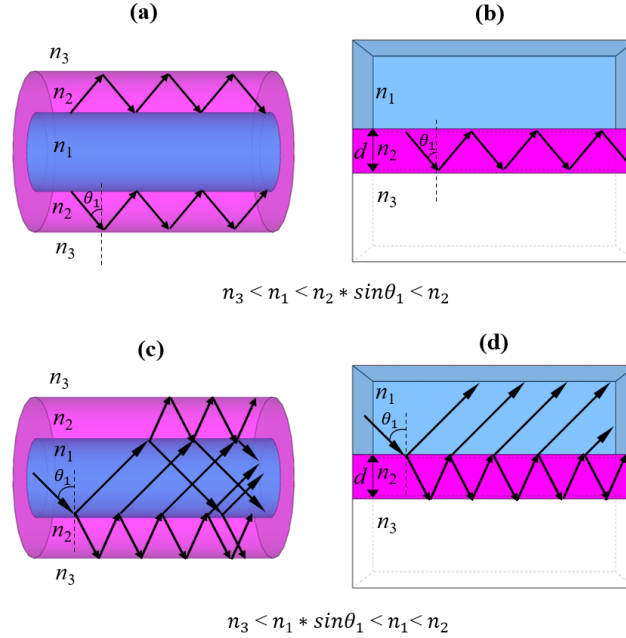 (a)
n₃
n₂
n₁
n₂
θ₁
n₃
(b)
n₁
θ₁
d n₂
n₃
n₃ < n₁ < n₂ * sinθ₁ < n₂
(c)
n₃
n₂
n₁
θ₁
n₂
n₃
(d)
n₁
θ₁
d n₂
n₃
n₃ < n₁ * sinθ₁ < n₁ < n₂